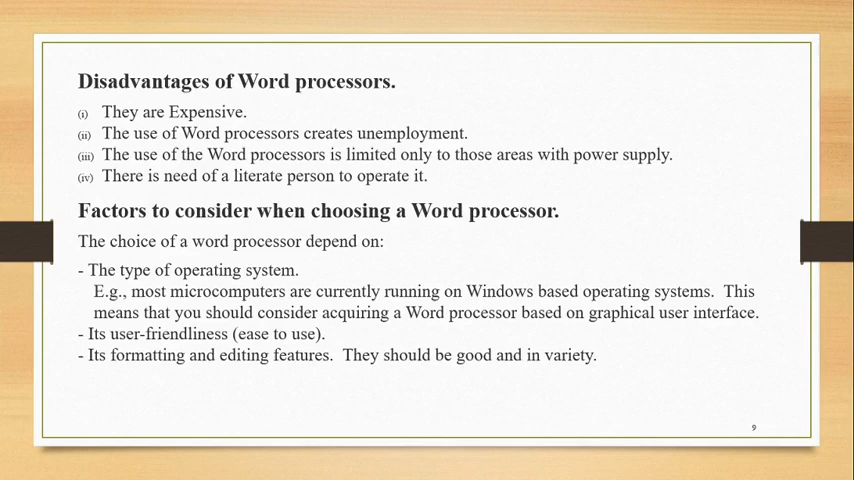 Disadvantages of Word processors.
(i) They are Expensive.
(ii) The use of Word processors creates unemployment.
(iii) The use of the Word processors is limited only to those areas with power supply.
(iv) There is need of a literate person to operate it.
Factors to consider when choosing a Word processor.
The choice of a word processor depend on:
- The type of operating system.
E.g., most microcomputers are currently running on Windows based operating systems.  This
means that you should consider acquiring a Word processor based on graphical user interface.
- Its user-friendliness (ease to use).
- Its formatting and editing features.  They should be good and in variety.
9